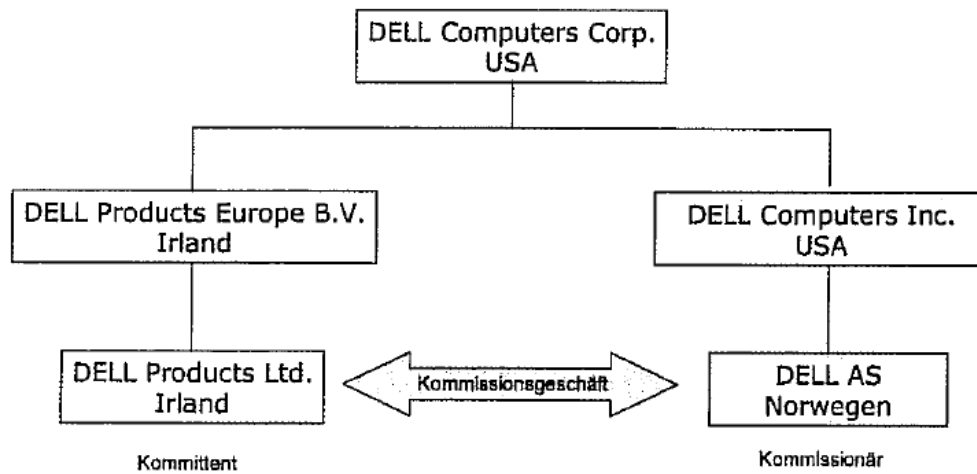 DELL Computers Corp.
USA
DELL Products Europe B.V.
Irland
DELL Computers Inc.
USA
DELL Products Ltd.
Irland
Kommissionsgeschäft
DELL AS
Norwegen
Kommittent
Kommissionär